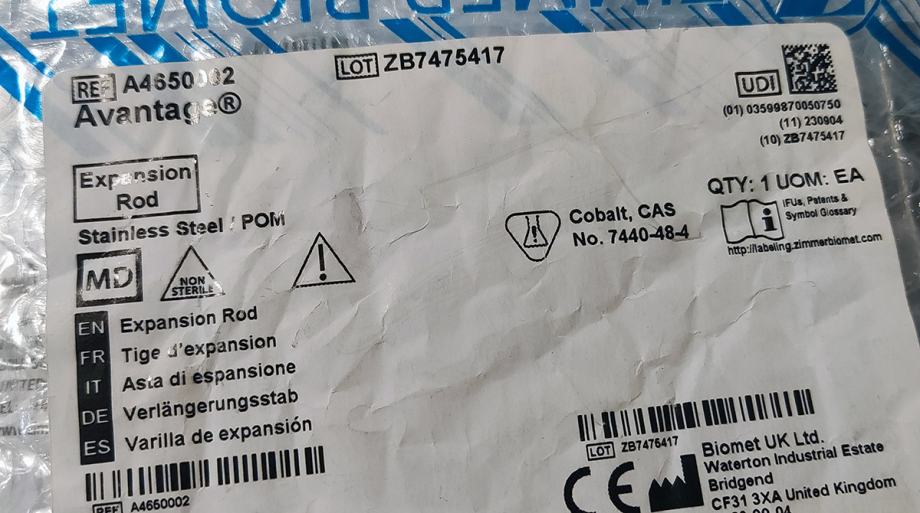 ZIMMER BIOMET
REF A4650002
LOT ZB7475417
Avantage®
UDI
(01) 03599870050750
(11) 230904
(10) ZB7475417
Expansion
Rod
QTY: 1 UOM: EA
Stainless Steel / POM
Cobalt, CAS
No. 7440-48-4
IFUs, Patents &
Symbol Glossary
http://labeling.zimmerbiomet.com
MD
NON
STERILE
EN Expansion Rod
FR Tige d'expansion
IT Asta di espansione
DE Verlängerungsstab
ES Varilla de expansión
REF A4650002
LOT ZB7475417
CE
Biomet UK Ltd.
Waterton Industrial Estate
Bridgend
CF31 3XA United Kingdom